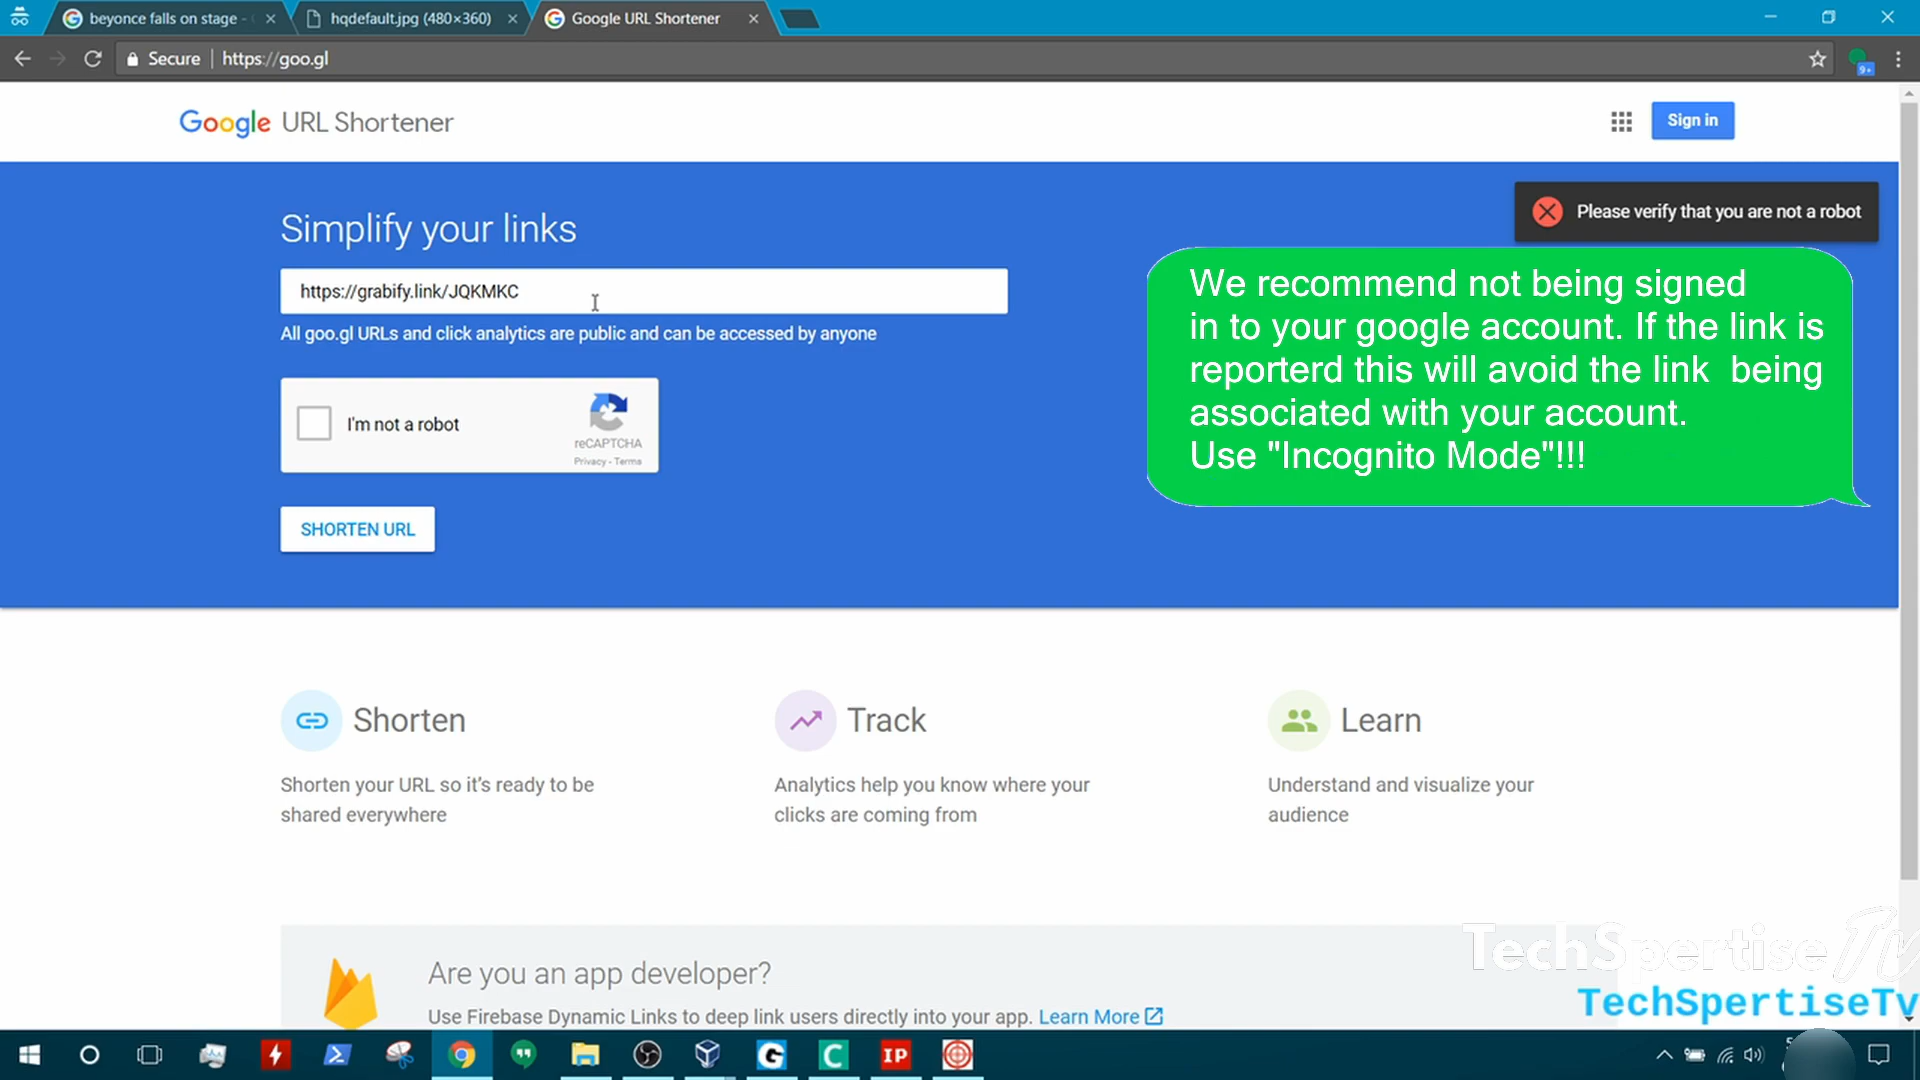 beyonce falls on stage -
hqdefault.jpg (480×360)
Google URL Shortener
Secure
https://goo.gl
9+
Google URL Shortener
Sign in
Please verify that you are not a robot
Simplify your links
https://grabify.link/JQKMKC
All goo.gl URLs and click analytics are public and can be accessed by anyone
We recommend not being signed
in to your google account. If the link is
reporterd this will avoid the link being
associated with your account.
Use "Incognito Mode"!!!
I'm not a robot
reCAPTCHA
Privacy - Terms
SHORTEN URL
Shorten
Shorten your URL so it's ready to be
shared everywhere
Track
Analytics help you know where your
clicks are coming from
Learn
Understand and visualize your
audience
Are you an app developer?
Use Firebase Dynamic Links to deep link users directly into your app. Learn More
TechSpertise TV
TechSpertiseTv
G
C
IP